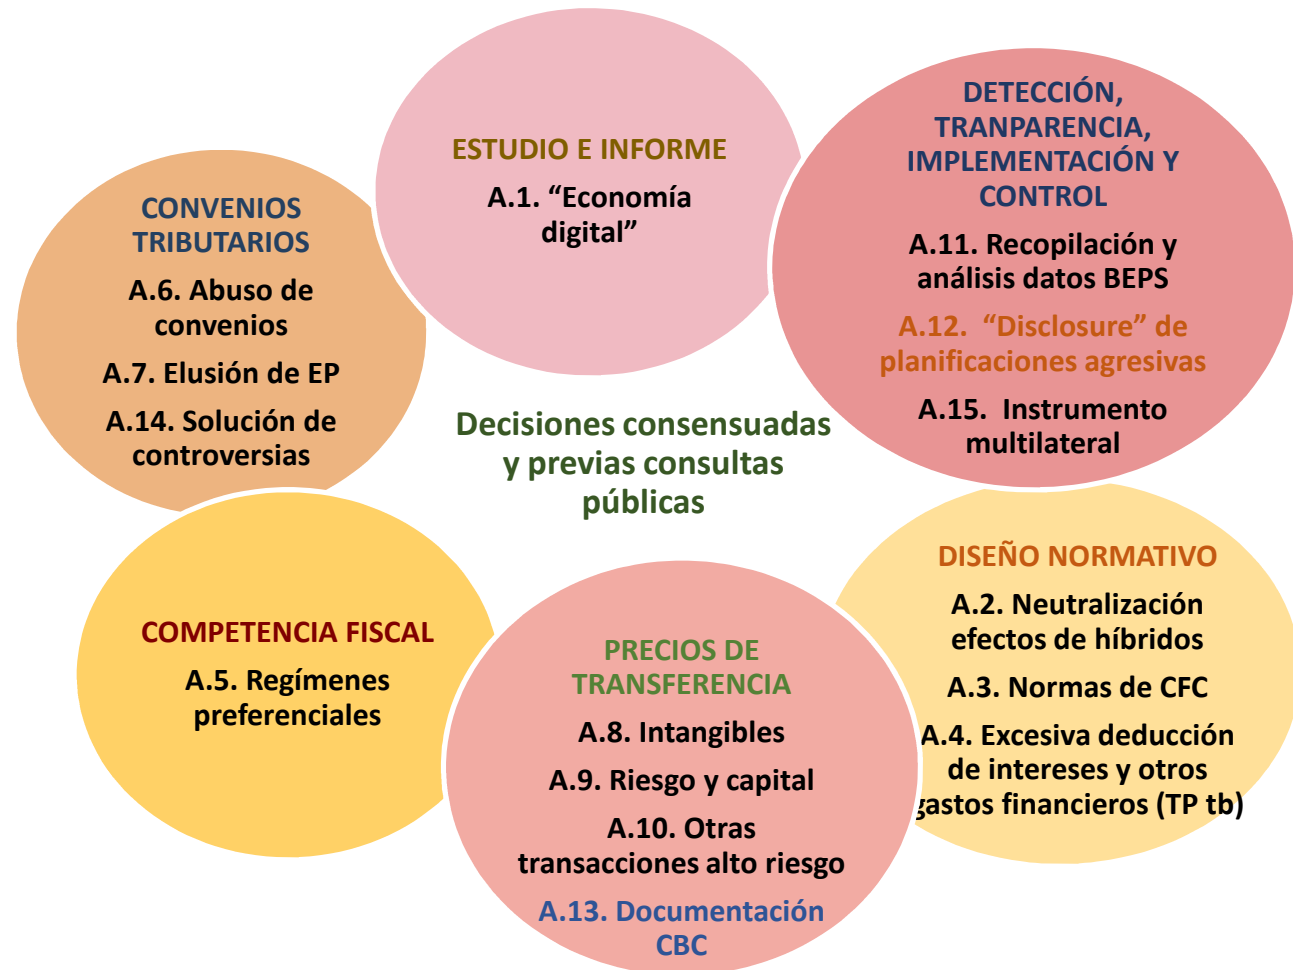 ESTUDIO E INFORME
A.1. “Economía
digital”
DETECCIÓN,
TRANPARENCIA,
IMPLEMENTACIÓN Y
CONTROL
A.11. Recopilación y
análisis datos BEPS
A.12. “Disclosure” de
planificaciones agresivas
A.15. Instrumento
multilateral
CONVENIOS
TRIBUTARIOS
A.6. Abuso de
convenios
A.7. Elusión de EP
A.14. Solución de
controversias
Decisiones consensuadas
y previas consultas
públicas
DISEÑO NORMATIVO
A.2. Neutralización
efectos de híbridos
A.3. Normas de CFC
A.4. Excesiva deducción
de intereses y otros
gastos financieros (TP tb)
COMPETENCIA FISCAL
A.5. Regímenes
preferenciales
PRECIOS DE
TRANSFERENCIA
A.8. Intangibles
A.9. Riesgo y capital
A.10. Otras
transacciones alto riesgo
A.13. Documentación
CBC